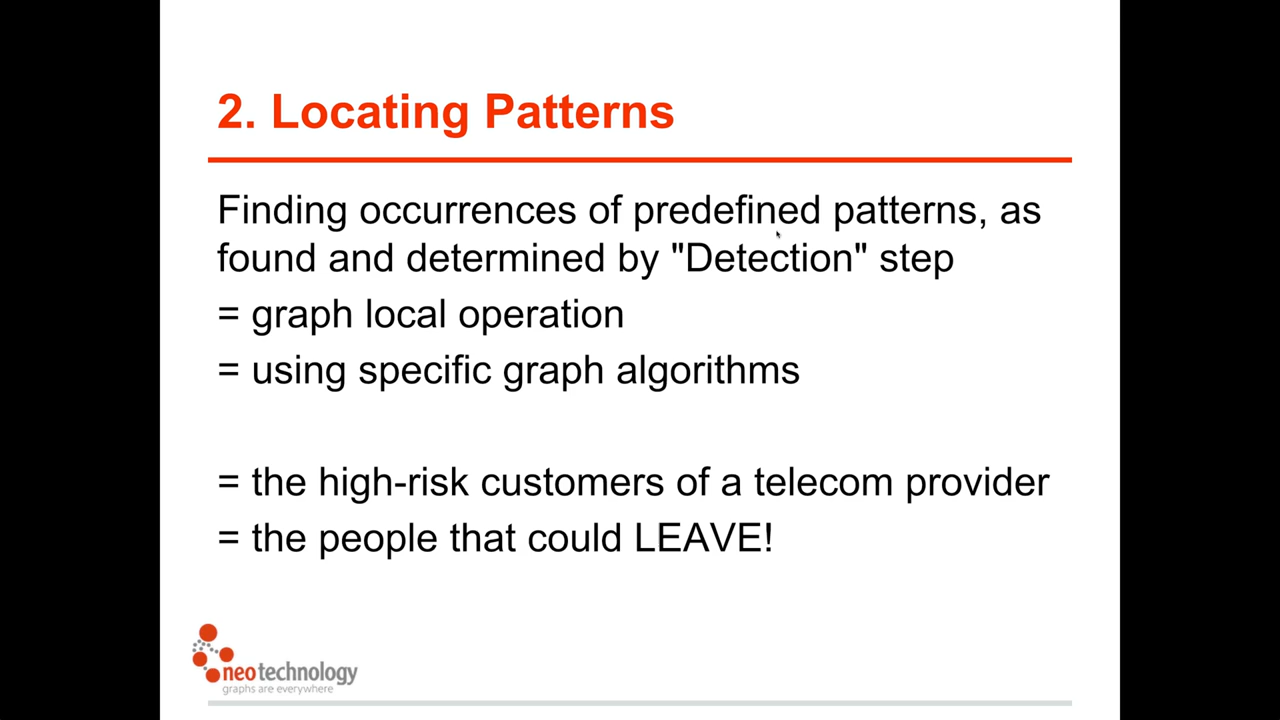 2. Locating Patterns
Finding occurrences of predefined patterns, as
found and determined by "Detection" step
= graph local operation
= using specific graph algorithms
= the high-risk customers of a telecom provider
= the people that could LEAVE!
neotechnology
graphs are everywhere